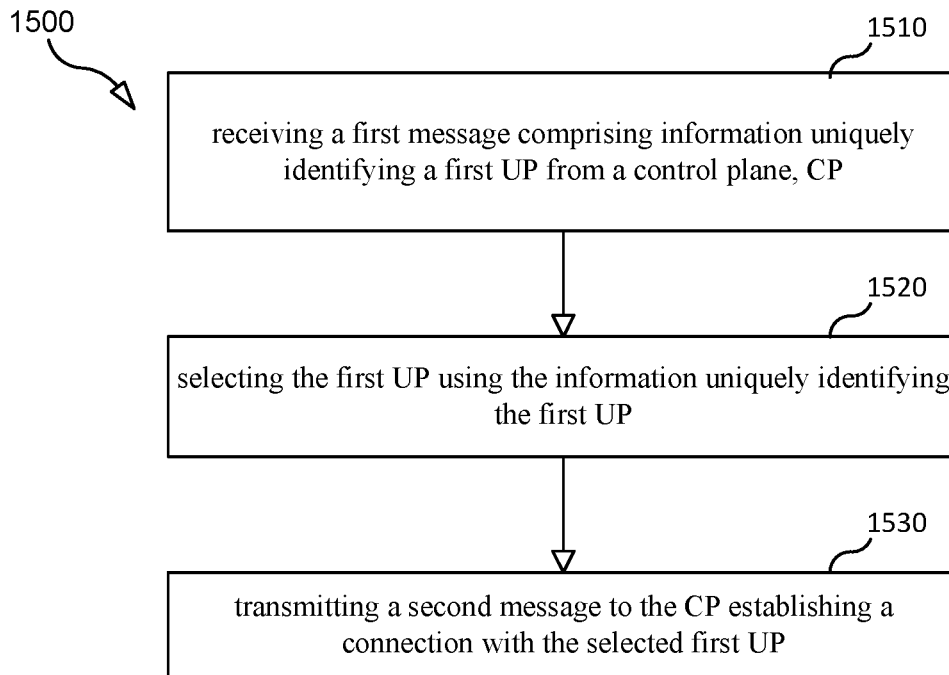 1500
1510
receiving a first message comprising information uniquely
identifying a first UP from a control plane, CP
1520
selecting the first UP using the information uniquely identifying
the first UP
1530
transmitting a second message to the CP establishing a
connection with the selected first UP